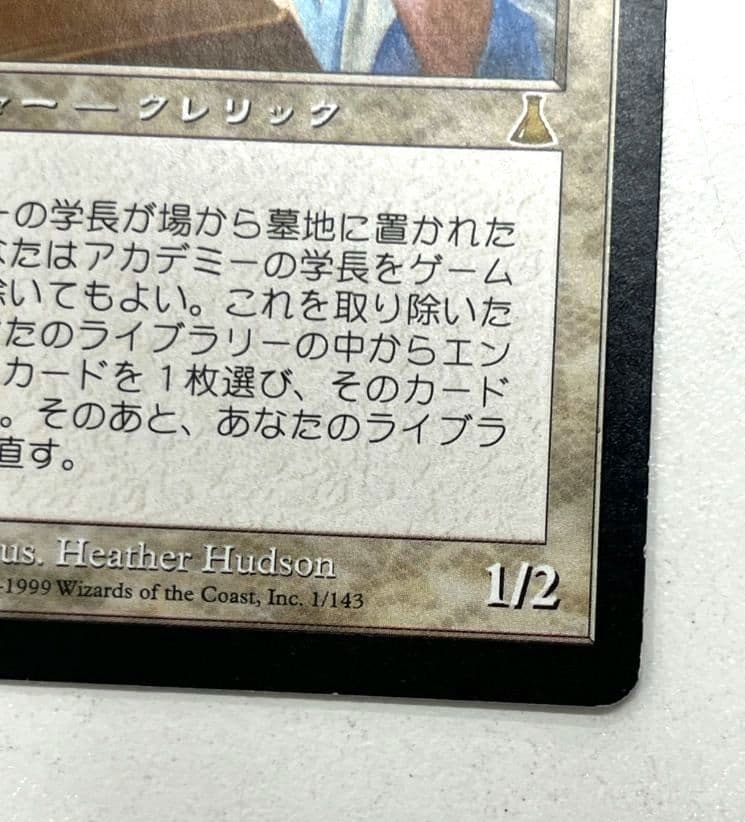 ャー ― クレリック
ーの学長が場から墓地に置かれた
なたはアカデミーの学長をゲーム
除いてもよい。これを取り除いた
なたのライブラリーの中からエン
カードを1枚選び、そのカード
。そのあと、あなたのライブラ
直す。
us. Heather Hudson
-1999 Wizards of the Coast, Inc. 1/143
1/2